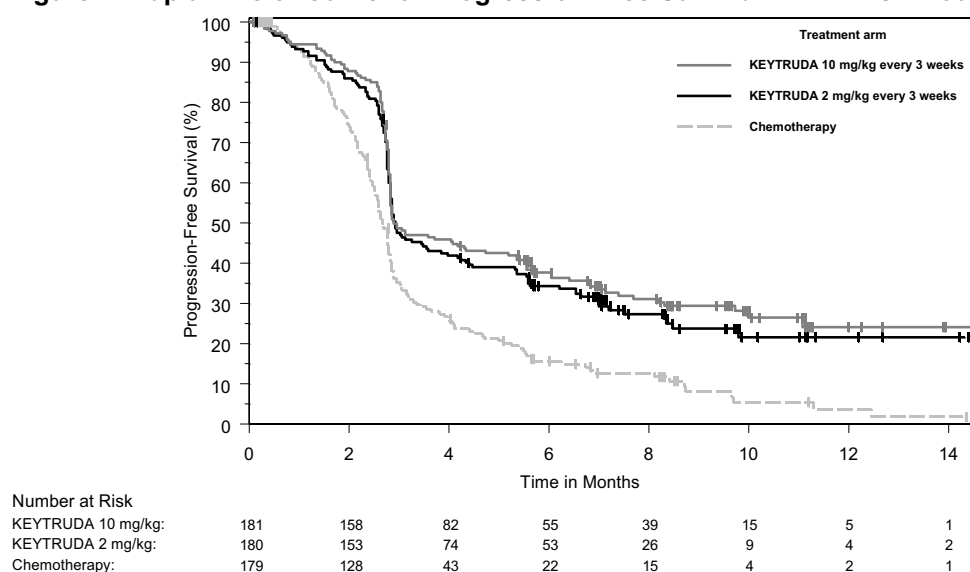 Figure Progression-Free Survival
Treatment arm
KEYTRUDA 10 mg/kg every 3 weeks
KEYTRUDA 2 mg/kg every 3 weeks
Chemotherapy
Progression-Free Survival (%)
100
90
80
70
60
50
40
30
20
10
0
0 2 4 6 8 10 12 14
Time in Months
Number at Risk
KEYTRUDA 10 mg/kg: 181 158 82 55 39 15 5 1
KEYTRUDA 2 mg/kg: 180 153 74 53 26 9 4 2
Chemotherapy: 179 128 43 22 15 4 2 1